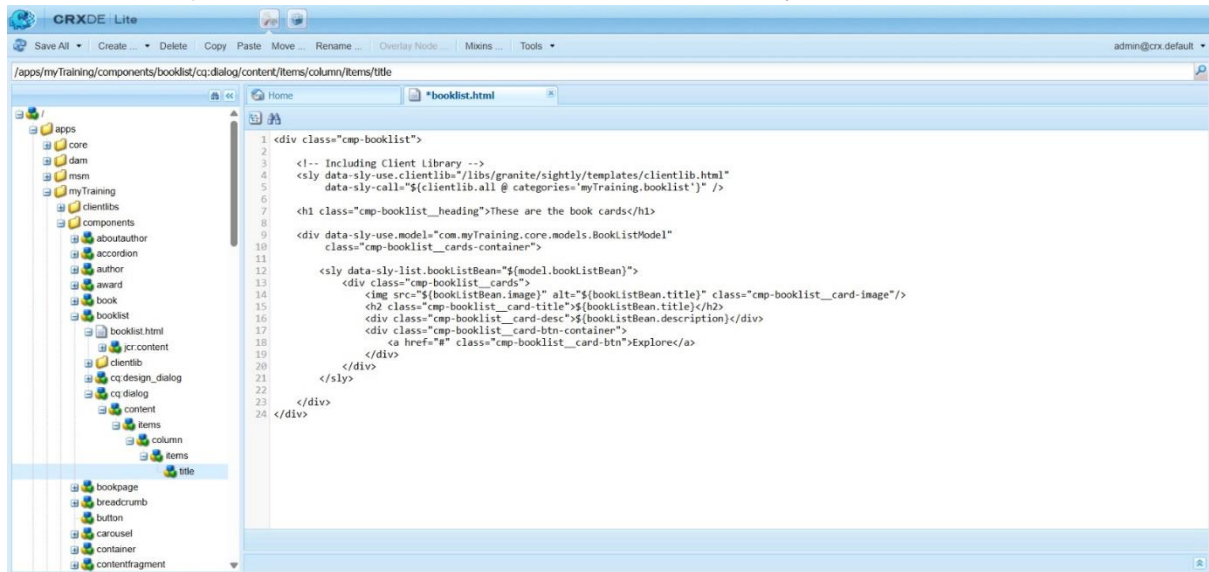 CRXDE | Lite
Save All Create ... Delete Copy Paste Move ... Rename ... Overlay Node ... Mixins ... Tools admin@crx.default
/apps/myTraining/components/booklist/cq:dialog/content/items/column/items/title
Home *booklist.html
/
apps
core
dam
msm
myTraining
clientlibs
components
aboutauthor
accordion
author
award
book
booklist
booklist.html
jcr:content
clientlib
cq:design_dialog
cq:dialog
content
items
column
items
title
bookpage
breadcrumb
button
carousel
container
contentfragment
1 <div class="cmp-booklist">
2
3 <!-- Including Client Library -->
4 <sly data-sly-use.clientlib="/libs/granite/sightly/templates/clientlib.html"
5 data-sly-call="${clientlib.all @ categories='myTraining.booklist'}" />
6
7 <h1 class="cmp-booklist__heading">These are the book cards</h1>
8
9 <div data-sly-use.model="com.myTraining.core.models.BookListModel"
10 class="cmp-booklist__cards-container">
11
12 <sly data-sly-list.bookListBean="${model.bookListBean}">
13 <div class="cmp-booklist__cards">
14 <img src="${bookListBean.image}" alt="${bookListBean.title}" class="cmp-booklist__card-image"/>
15 <h2 class="cmp-booklist__card-title">${bookListBean.title}</h2>
16 <div class="cmp-booklist__card-desc">${bookListBean.description}</div>
17 <div class="cmp-booklist__card-btn-container">
18 <a href="#" class="cmp-booklist__card-btn">Explore</a>
19 </div>
20 </div>
21 </sly>
22
23 </div>
24 </div>